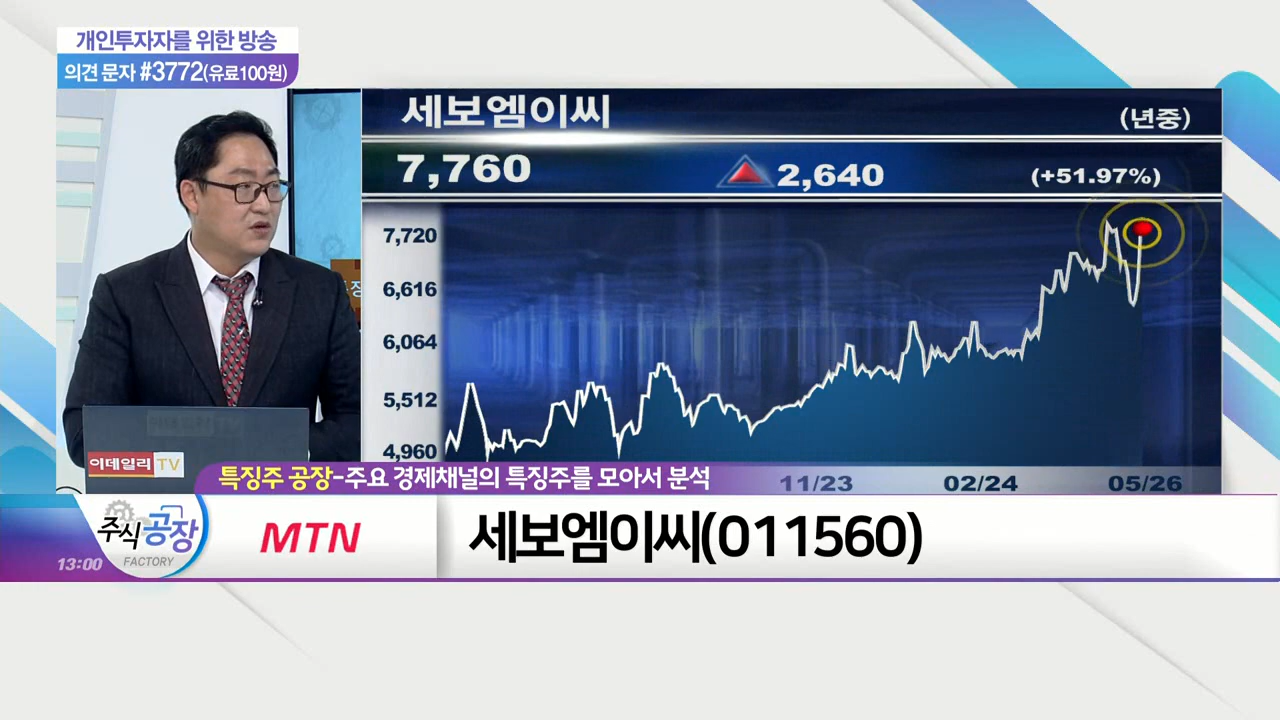 개인투자자를 위한 방송
의견 문자 #3772(유료100원)
세보엠이씨
(년중)
7,760
2,640
(+51.97%)
7,720
6,616
6,064
5,512
4,960
11/23
02/24
05/26
이데일리TV
특징주 공장-주요 경제채널의 특징주를 모아서 분석
주식공장
FACTORY
13:00
MTN
세보엠이씨(011560)